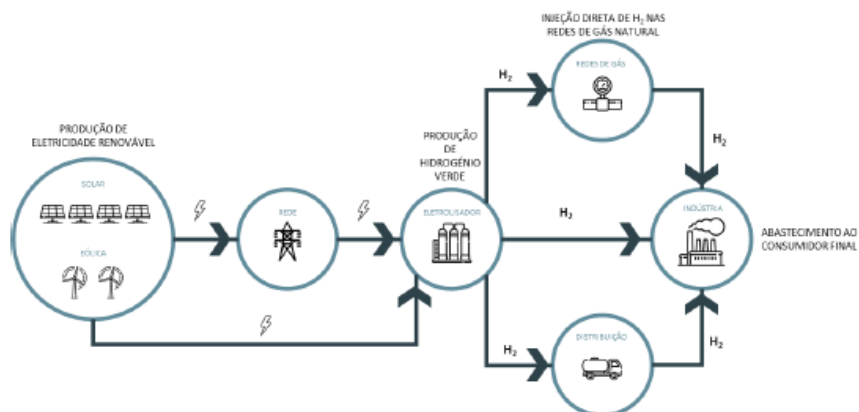 INJEÇÃO DIRETA DE H₂ NAS
REDES DE GÁS NATURAL
REDES DE GÁS
H₂
H₂
PRODUÇÃO DE
ELETRICIDADE RENOVÁVEL
SOLAR
EÓLICA
REDE
PRODUÇÃO
DE
HIDROGÉNIO
VERDE
ELETROLISADOR
H₂
INDÚSTRIA
ABASTECIMENTO AO
CONSUMIDOR FINAL
DISTRIBUIÇÃO
H₂
H₂